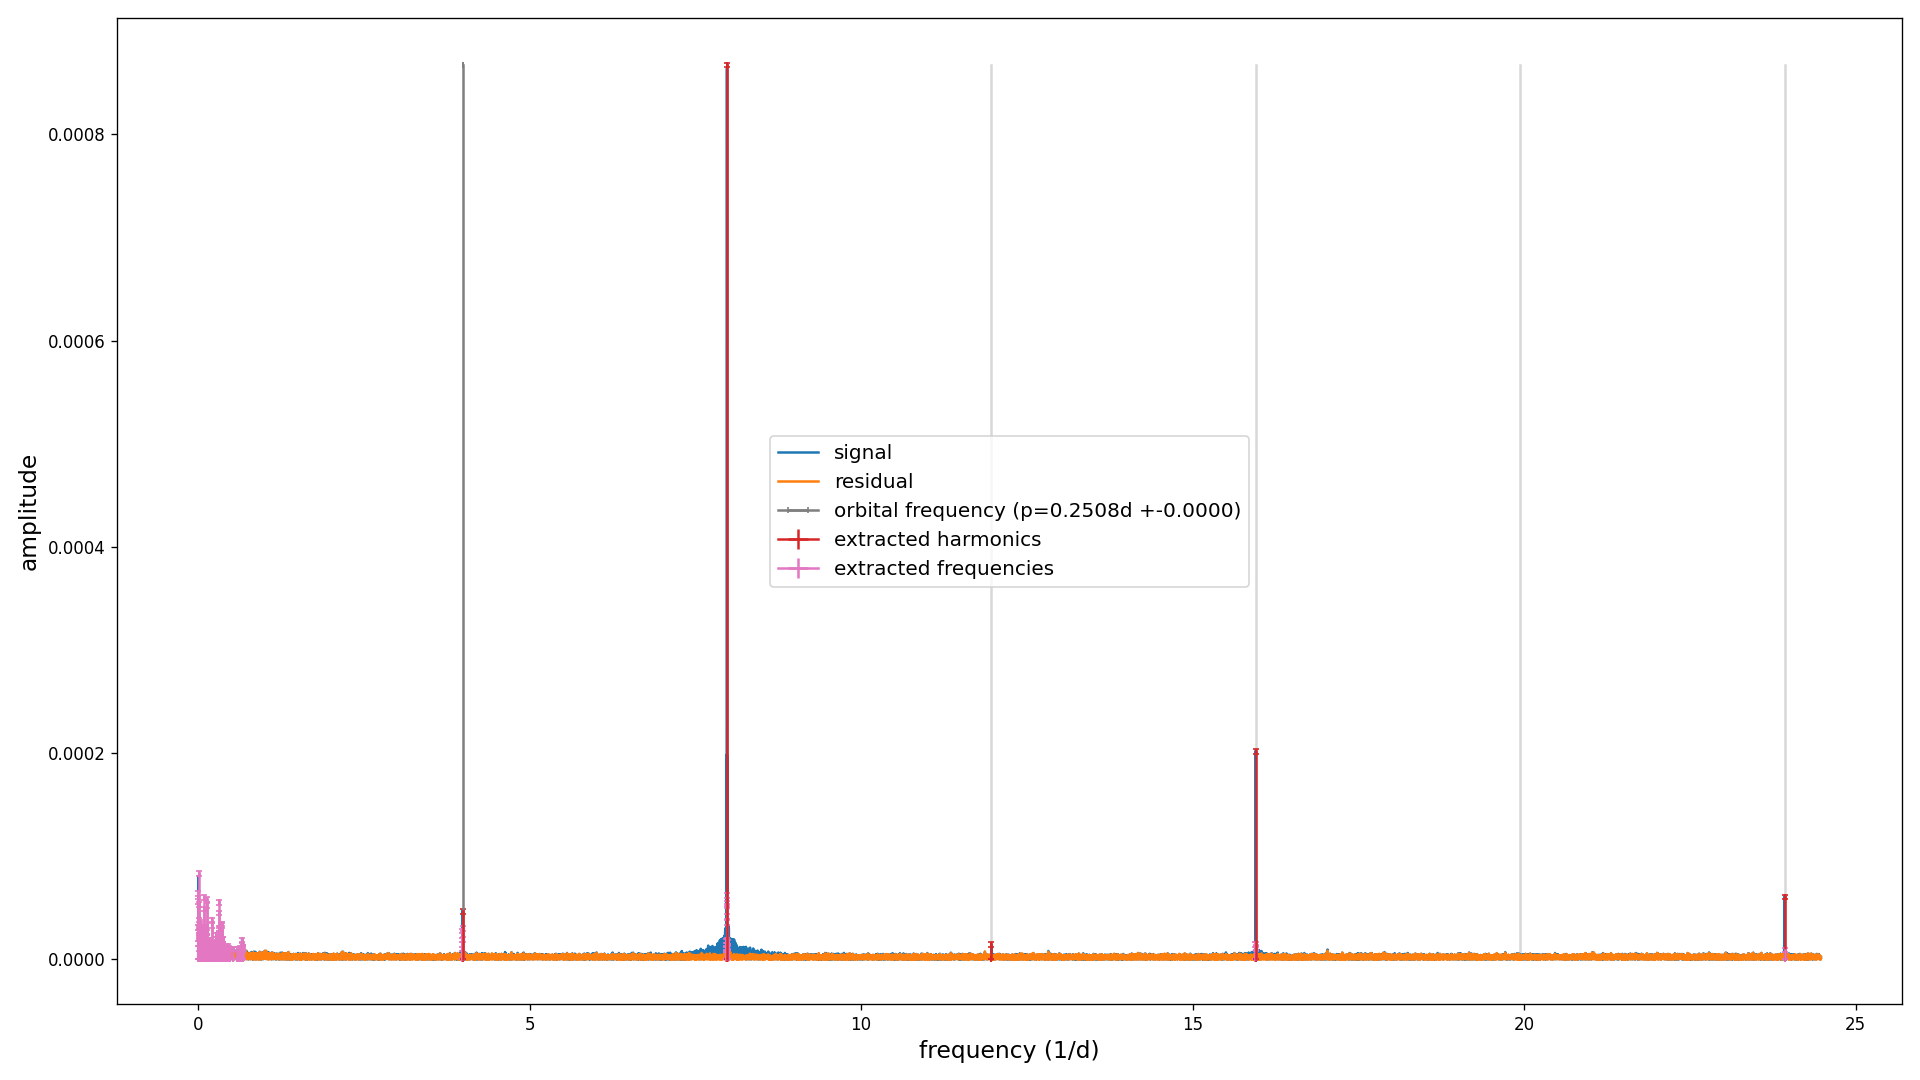 0.0008
0.0006
0.0004
0.0002
0.0000
amplitude
signal
residual
orbital frequency (p=0.2508d +-0.0000)
extracted harmonics
extracted frequencies
0 5 10 15 20 25
frequency (1/d)